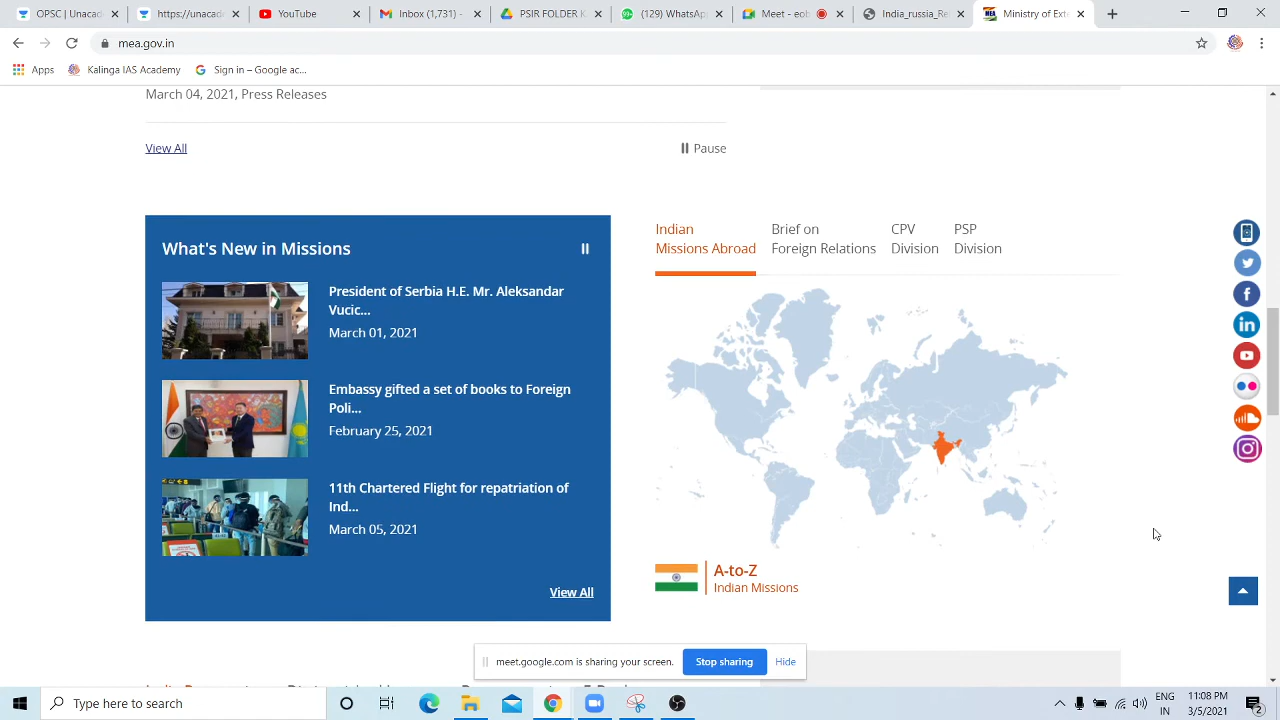 OPSC | Da
view/all
YouTube
Inbox (1,731) -
PSIR FOLDER
(129) WhatsAp
Meet - eob
India_russia_Re
Ministry of Exte
mea.gov.in
Apps
Kalinga IAS Academy
Sign in – Google ac...
March 04, 2021, Press Releases
View All
Pause
What's New in Missions
President of Serbia H.E. Mr. Aleksandar
Vucic...
March 01, 2021
Embassy gifted a set of books to Foreign
Poli...
February 25, 2021
11th Chartered Flight for repatriation of
Ind...
March 05, 2021
View All
Indian
Missions Abroad
Brief on
Foreign Relations
CPV
Division
PSP
Division
A-to-Z
Indian Missions
meet.google.com is sharing your screen.
Stop sharing
Hide
Type here to search
ENG
IN
11:08 PM
3/5/2021
2